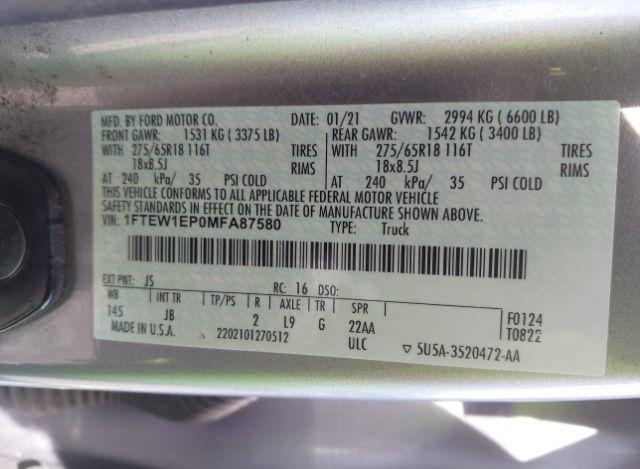 MFD. BY FORD MOTOR CO. DATE: 01/21 GVWR: 2994 KG ( 6600 LB)
FRONT GAWR: 1531 KG ( 3375 LB) REAR GAWR: 1542 KG ( 3400 LB)
WITH 275/65R18 116T TIRES WITH 275/65R18 116T TIRES
18x8.5J RIMS 18x8.5J RIMS
AT 240 kPa/ 35 PSI COLD AT 240 kPa/ 35 PSI COLD
THIS VEHICLE CONFORMS TO ALL APPLICABLE FEDERAL MOTOR VEHICLE
SAFETY STANDARDS IN EFFECT ON THE DATE OF MANUFACTURE SHOWN ABOVE.
VIN: 1FTEW1EP0MFA87580 TYPE: Truck
EXT PNT: JS RC: 16 DSO:
WB INT TR TP/PS R AXLE TR SPR
145 JB 2 L9 G 22AA F0124
MADE IN U.S.A. 2202101270512 ULC T0822
▽ 5U5A-3520472-AA